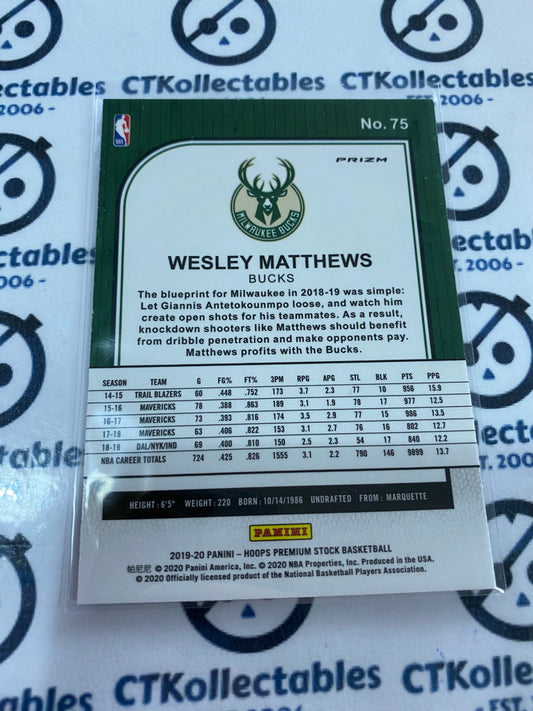 CTKollectables
EST. 2006 -
No. 75
PRIZM
MILWAUKEE BUCKS
WESLEY MATTHEWS
BUCKS
The blueprint for Milwaukee in 2018-19 was simple:
Let Giannis Antetokounmpo loose, and watch him
create open shots for his teammates. As a result,
knockdown shooters like Matthews should benefit
from dribble penetration and make opponents pay.
Matthews profits with the Bucks.
SEASON TEAM G FG% FT% 3PM RPG APG STL BLK PTS PPG
14-15 TRAIL BLAZERS 60 .448 .752 173 3.7 2.3 77 10 956 15.9
15-16 MAVERICKS 78 .388 .863 189 3.1 1.9 78 17 977 12.5
16-17 MAVERICKS 73 .393 .816 174 3.5 2.9 77 15 986 13.5
17-18 MAVERICKS 63 .406 .822 153 3.1 2.7 76 16 802 12.7
18-19 DAL/NYK/IND 69 .400 .810 150 2.5 2.3 54 17 840 12.2
NBA CAREER TOTALS 724 .425 .826 1555 3.1 2.2 790 146 9899 13.7
HEIGHT: 6'5" WEIGHT: 220 BORN: 10/14/1986 UNDRAFTED FROM: MARQUETTE
PANINI
2019-20 PANINI – HOOPS PREMIUM STOCK BASKETBALL
帕尼尼 © 2020 Panini America, Inc. © 2020 NBA Properties, Inc. Produced in the USA.
© 2020 Officially licensed product of the National Basketball Players Association.
CTKollectables